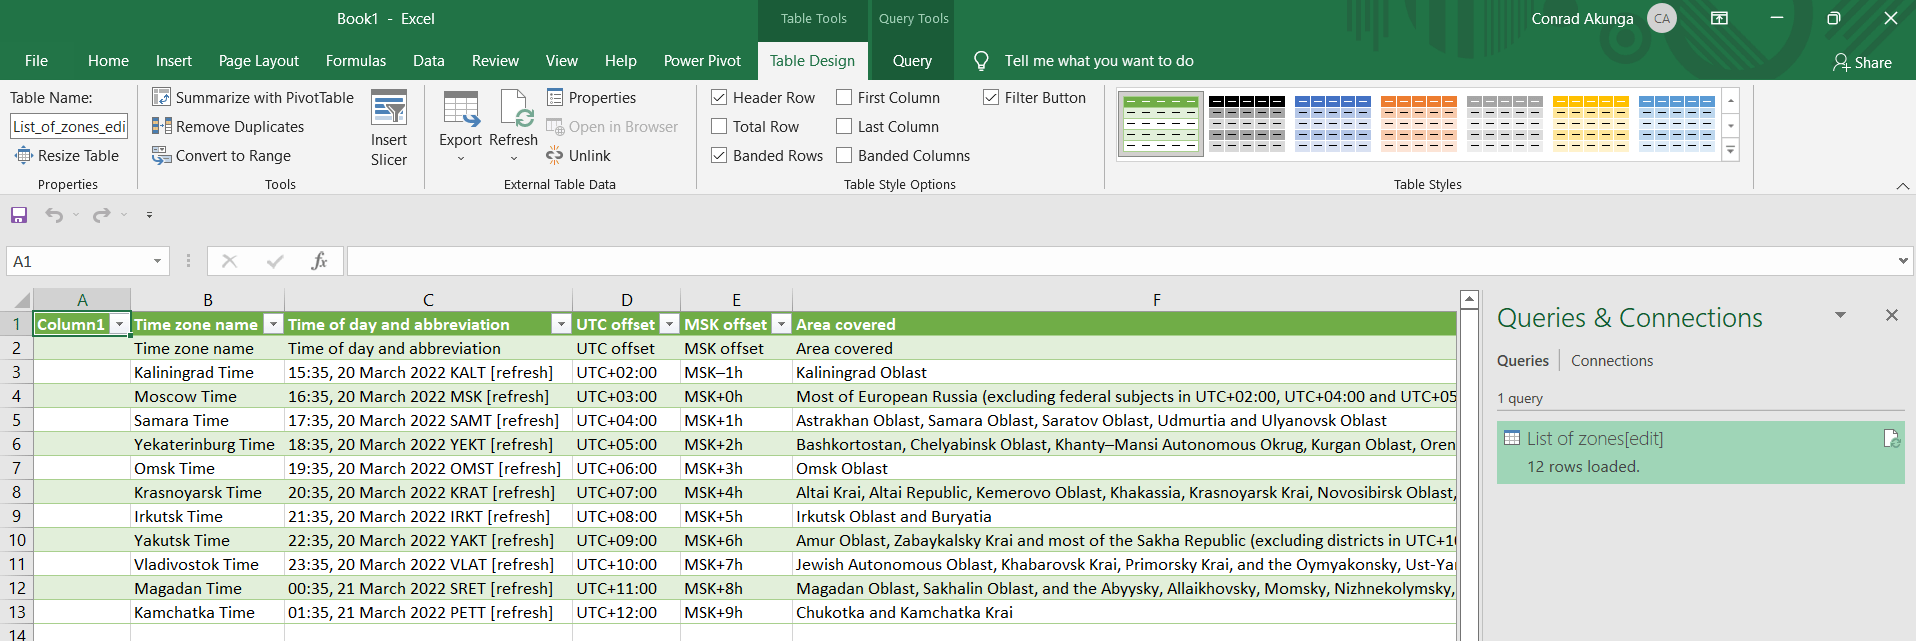 Book1 - Excel
Table Tools
Query Tools
Conrad Akunga
CA
File Home Insert Page Layout Formulas Data Review View Help Power Pivot Table Design Query Tell me what you want to do Share
Table Name:
List_of_zones_edi
Resize Table
Properties
Summarize with PivotTable
Remove Duplicates
Convert to Range
Tools
Insert
Slicer
Export
Refresh
Properties
Open in Browser
Unlink
External Table Data
Header Row
First Column
Filter Button
Total Row
Last Column
Banded Rows
Banded Columns
Table Style Options
Table Styles
A1
fx
A B C D E F
1 Column1 Time zone name Time of day and abbreviation UTC offset MSK offset Area covered
2 Time zone name Time of day and abbreviation UTC offset MSK offset Area covered
3 Kaliningrad Time 15:35, 20 March 2022 KALT [refresh] UTC+02:00 MSK–1h Kaliningrad Oblast
4 Moscow Time 16:35, 20 March 2022 MSK [refresh] UTC+03:00 MSK+0h Most of European Russia (excluding federal subjects in UTC+02:00, UTC+04:00 and UTC+05
5 Samara Time 17:35, 20 March 2022 SAMT [refresh] UTC+04:00 MSK+1h Astrakhan Oblast, Samara Oblast, Saratov Oblast, Udmurtia and Ulyanovsk Oblast
6 Yekaterinburg Time 18:35, 20 March 2022 YEKT [refresh] UTC+05:00 MSK+2h Bashkortostan, Chelyabinsk Oblast, Khanty–Mansi Autonomous Okrug, Kurgan Oblast, Oren
7 Omsk Time 19:35, 20 March 2022 OMST [refresh] UTC+06:00 MSK+3h Omsk Oblast
8 Krasnoyarsk Time 20:35, 20 March 2022 KRAT [refresh] UTC+07:00 MSK+4h Altai Krai, Altai Republic, Kemerovo Oblast, Khakassia, Krasnoyarsk Krai, Novosibirsk Oblast,
9 Irkutsk Time 21:35, 20 March 2022 IRKT [refresh] UTC+08:00 MSK+5h Irkutsk Oblast and Buryatia
10 Yakutsk Time 22:35, 20 March 2022 YAKT [refresh] UTC+09:00 MSK+6h Amur Oblast, Zabaykalsky Krai and most of the Sakha Republic (excluding districts in UTC+10
11 Vladivostok Time 23:35, 20 March 2022 VLAT [refresh] UTC+10:00 MSK+7h Jewish Autonomous Oblast, Khabarovsk Krai, Primorsky Krai, and the Oymyakonsky, Ust-Yan
12 Magadan Time 00:35, 21 March 2022 SRET [refresh] UTC+11:00 MSK+8h Magadan Oblast, Sakhalin Oblast, and the Abyysky, Allaikhovsky, Momsky, Nizhnekolymsky,
13 Kamchatka Time 01:35, 21 March 2022 PETT [refresh] UTC+12:00 MSK+9h Chukotka and Kamchatka Krai
14
Queries & Connections
Queries Connections
1 query
List of zones[edit]
12 rows loaded.